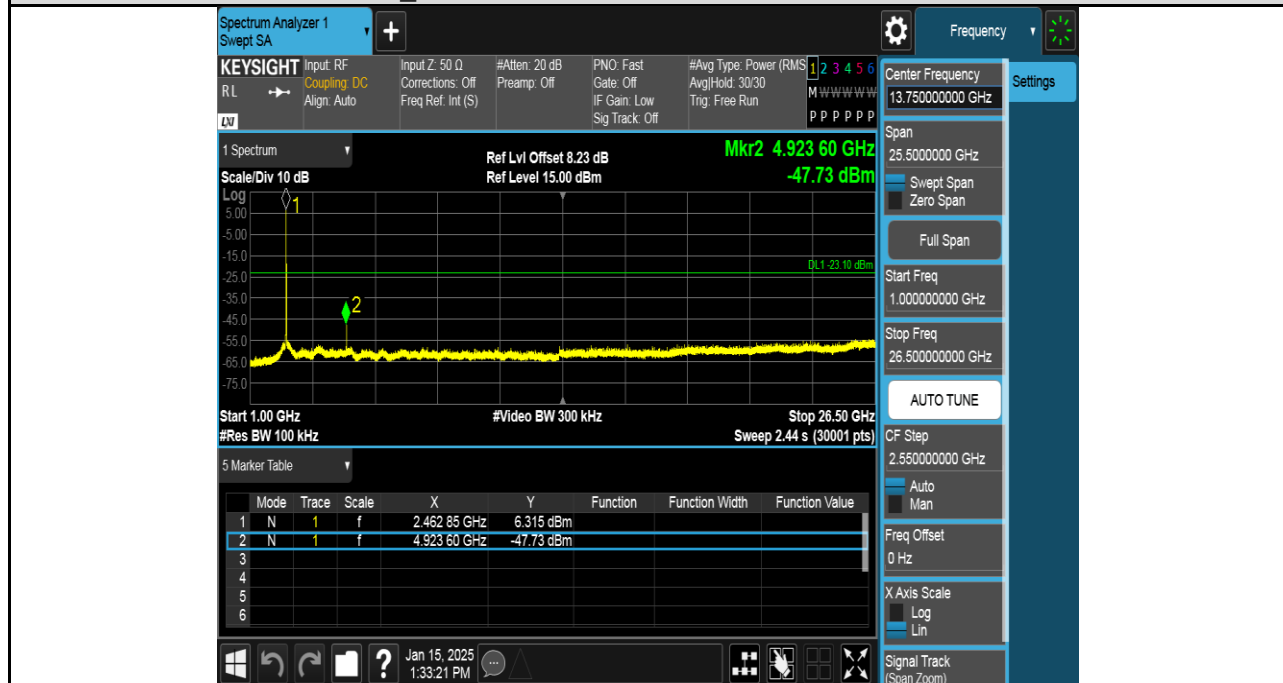 Spectrum Analyzer 1
Swept SA
+
Frequency
KEYSIGHT
RL
LXI
Input: RF
Coupling: DC
Align: Auto
Input Z: 50 Ω
Corrections: Off
Freq Ref: Int (S)
#Atten: 20 dB
Preamp: Off
PNO: Fast
Gate: Off
IF Gain: Low
Sig Track: Off
#Avg Type: Power (RMS
Avg|Hold: 30/30
Trig: Free Run
1 2 3 4 5 6
M W W W W W
P P P P P P
Center Frequency
13.750000000 GHz
Settings
Span
25.5000000 GHz
Swept Span
Zero Span
Full Span
Start Freq
1.000000000 GHz
Stop Freq
26.500000000 GHz
AUTO TUNE
CF Step
2.550000000 GHz
Auto
Man
Freq Offset
0 Hz
X Axis Scale
Log
Lin
Signal Track
(Span Zoom)
1 Spectrum
Scale/Div 10 dB
Ref Lvl Offset 8.23 dB
Ref Level 15.00 dBm
Mkr2 4.923 60 GHz
-47.73 dBm
Log
5.00
-5.00
-15.0
-25.0
-35.0
-45.0
-55.0
-65.0
-75.0
1
2
DL1 -23.10 dBm
Start 1.00 GHz
#Res BW 100 kHz
#Video BW 300 kHz
Stop 26.50 GHz
Sweep 2.44 s (30001 pts)
5 Marker Table
Mode Trace Scale X Y Function Function Width Function Value
1 N 1 f 2.462 85 GHz 6.315 dBm
2 N 1 f 4.923 60 GHz -47.73 dBm
3
4
5
6
?
Jan 15, 2025
1:33:21 PM